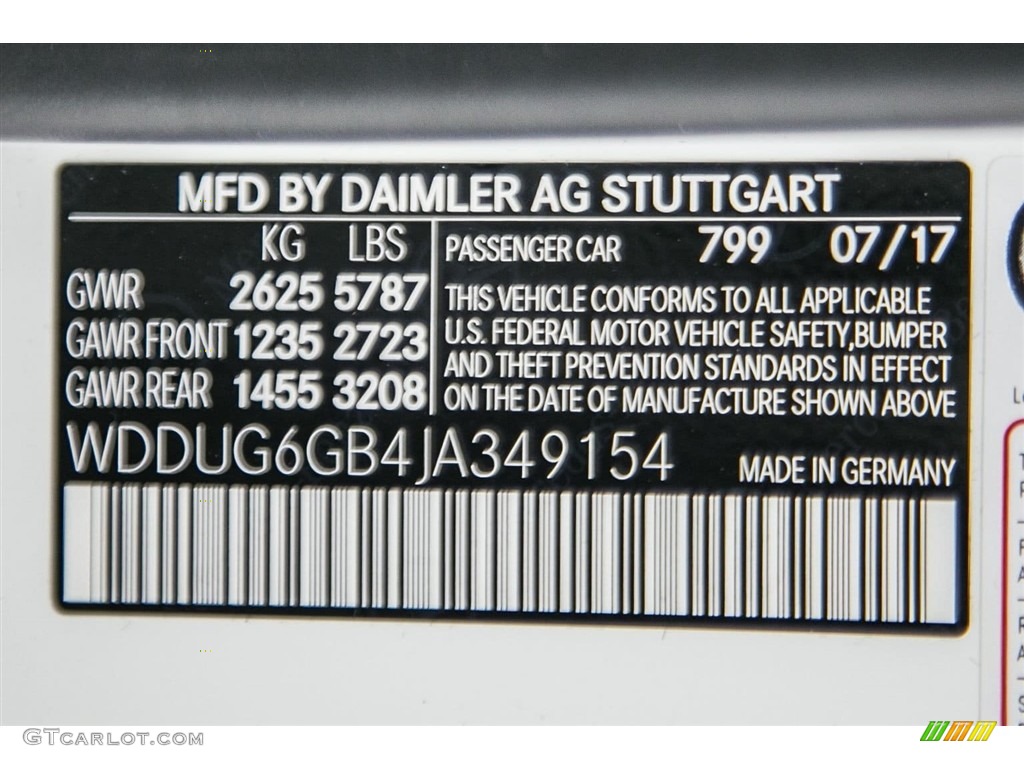 MFD BY DAIMLER AG STUTTGART
KG LBS
GVWR 2625 5787
GAWR FRONT 1235 2723
GAWR REAR 1455 3208
PASSENGER CAR 799 07/17
THIS VEHICLE CONFORMS TO ALL APPLICABLE
U.S. FEDERAL MOTOR VEHICLE SAFETY,BUMPER
AND THEFT PREVENTION STANDARDS IN EFFECT
ON THE DATE OF MANUFACTURE SHOWN ABOVE
WDDUG6GB4JA349154 MADE IN GERMANY
GTCARLOT.COM